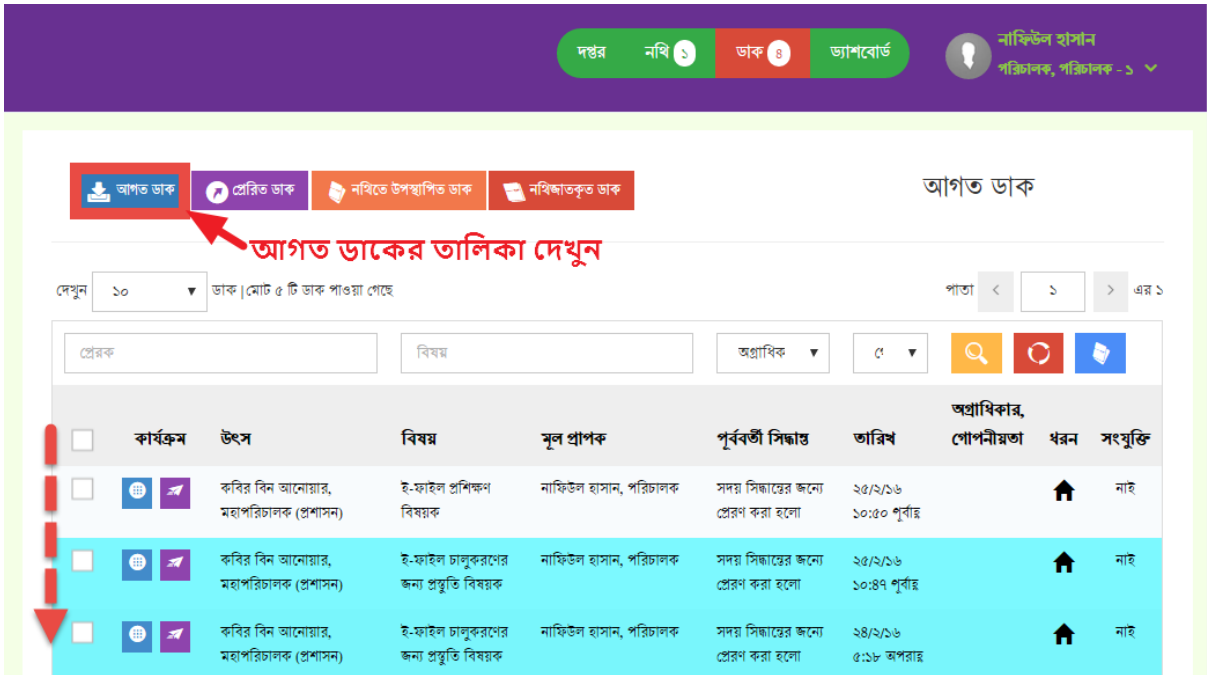 দপ্তর নথি ১ ডাক ৪ ড্যাশবোর্ড
নাফিউল হাসান
পরিচালক, পরিচালক - ১
আগত ডাক প্রেরিত ডাক নথিতে উপস্থাপিত ডাক নথিজাতকৃত ডাক
আগত ডাক
আগত ডাকের তালিকা দেখুন
দেখুন ১০ ডাক | মোট ৫ টি ডাক পাওয়া গেছে
পাতা < ১ > এর ১
প্রেরক বিষয় অগ্রাধিক
অগ্রাধিকার,
কার্যক্রম উৎস বিষয় মূল প্রাপক পূর্ববর্তী সিদ্ধান্ত তারিখ গোপনীয়তা ধরন সংযুক্তি
কবির বিন আনোয়ার, ই-ফাইল প্রশিক্ষণ নাফিউল হাসান, পরিচালক সদয় সিদ্ধান্তের জন্যে ২৫/২/১৬ নাই
মহাপরিচালক (প্রশাসন) বিষয়ক প্রেরণ করা হলো ১০:৫০ পূর্বাহ্ণ
কবির বিন আনোয়ার, ই-ফাইল চালুকরণের নাফিউল হাসান, পরিচালক সদয় সিদ্ধান্তের জন্যে ২৫/২/১৬ নাই
মহাপরিচালক (প্রশাসন) জন্য প্রস্তুতি বিষয়ক প্রেরণ করা হলো ১০:৪৭ পূর্বাহ্ণ
কবির বিন আনোয়ার, ই-ফাইল চালুকরণের নাফিউল হাসান, পরিচালক সদয় সিদ্ধান্তের জন্যে ২৪/২/১৬ নাই
মহাপরিচালক (প্রশাসন) জন্য প্রস্তুতি বিষয়ক প্রেরণ করা হলো ৫:১৮ অপরাহ্ণ